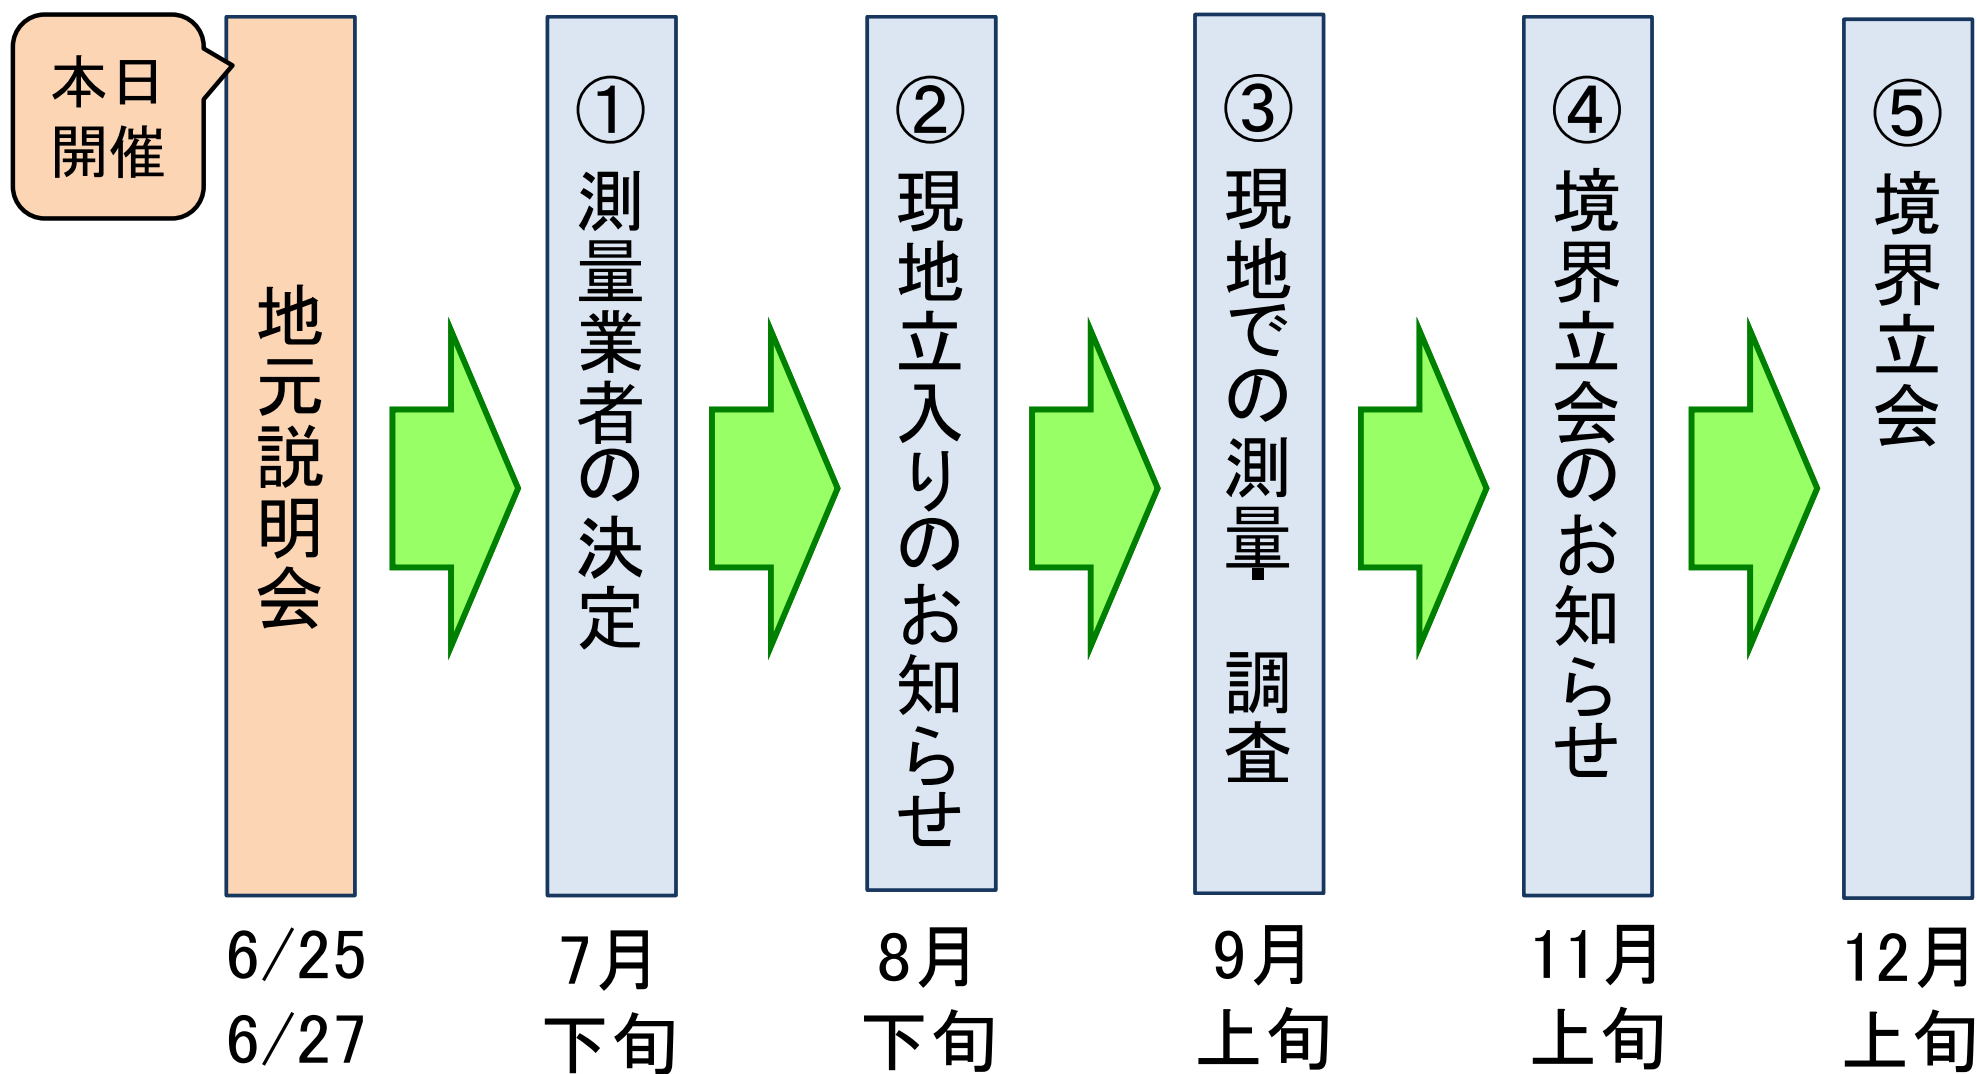 本日
開催
地元説明会
①測量業者の決定
②現地立入りのお知らせ
③現地での測量・調査
④境界立会のお知らせ
⑤境界立会
6/25
6/27
7月
下旬
8月
下旬
9月
上旬
11月
上旬
12月
上旬